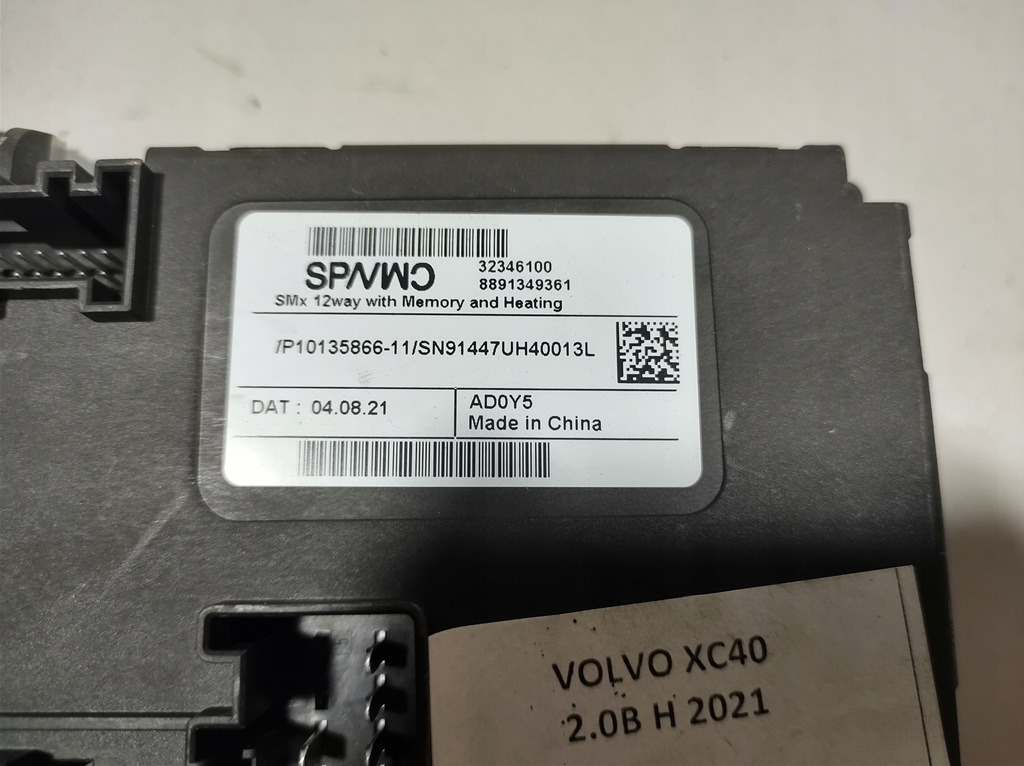 32346100
8891349361
SMx 12way with Memory and Heating
/P10135866-11/SN91447UH40013L
DAT : 04.08.21
AD0Y5
Made in China
VOLVO XC40
2.0B H 2021